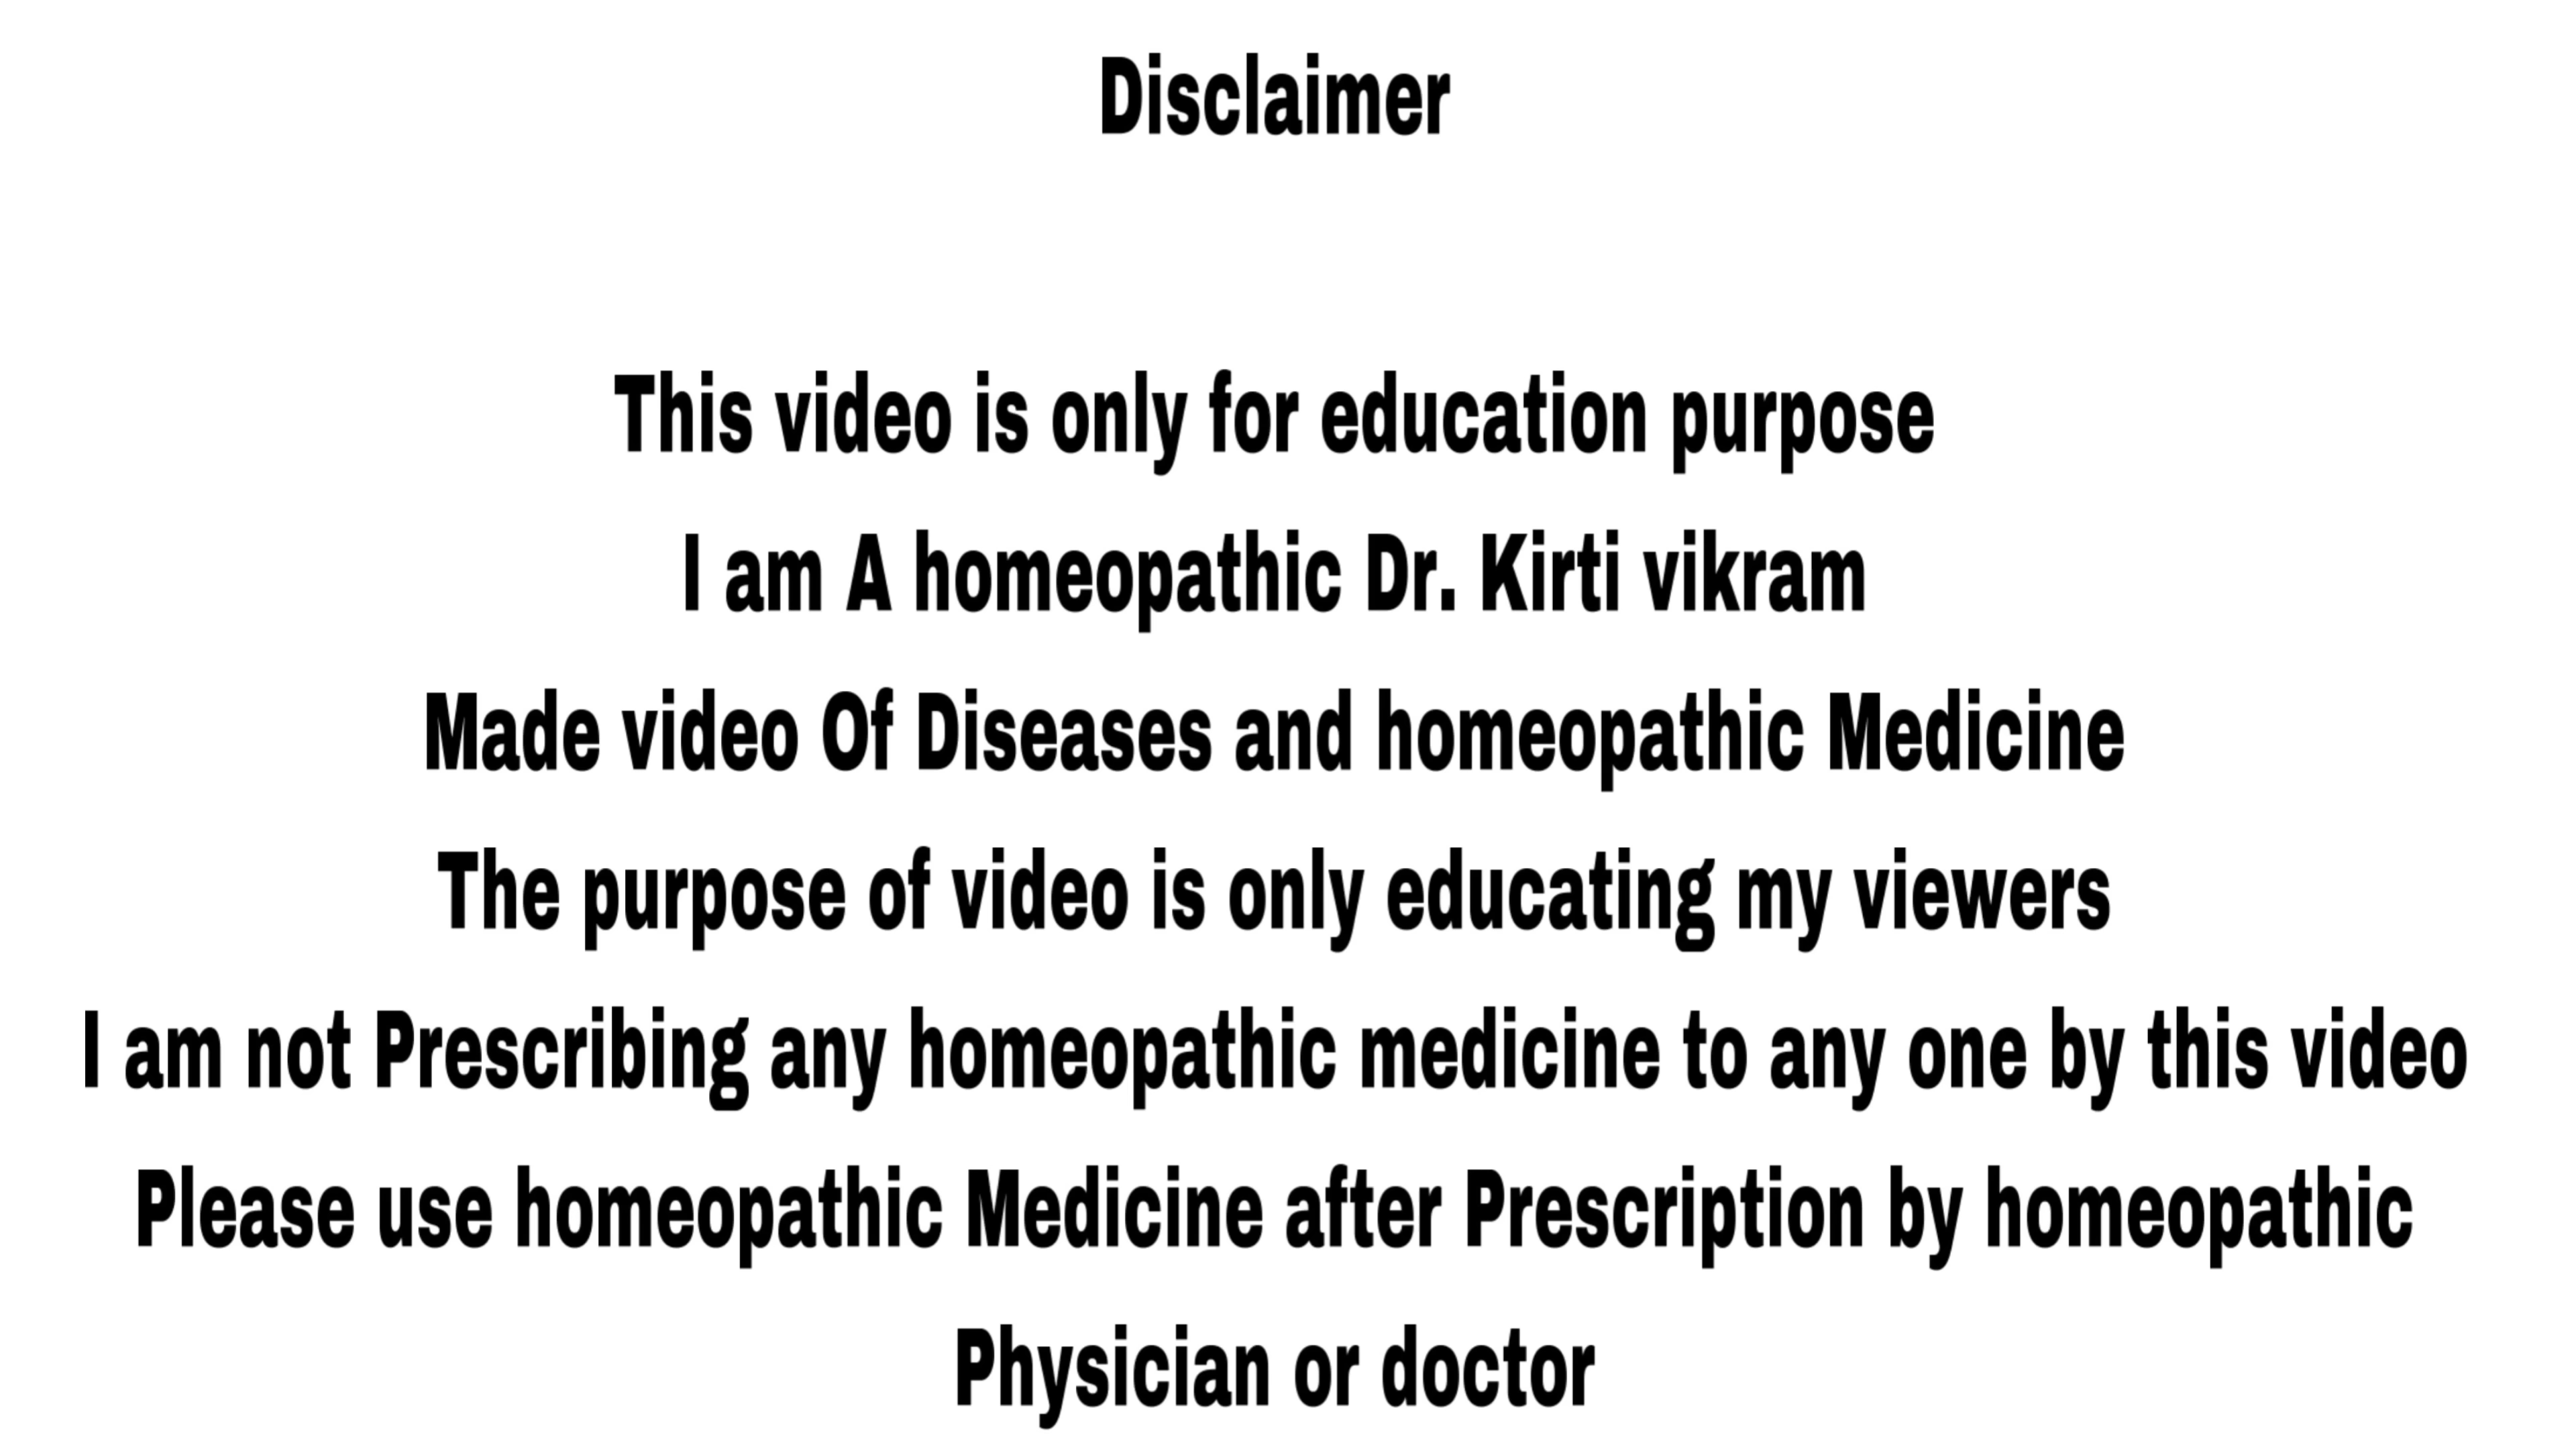 Disclaimer
This video is only for education purpose
I am A homeopathic Dr. Kirti vikram
Made video Of Diseases and homeopathic Medicine
The purpose of video is only educating my viewers
I am not Prescribing any homeopathic medicine to any one by this video
Please use homeopathic Medicine after Prescription by homeopathic
Physician or doctor